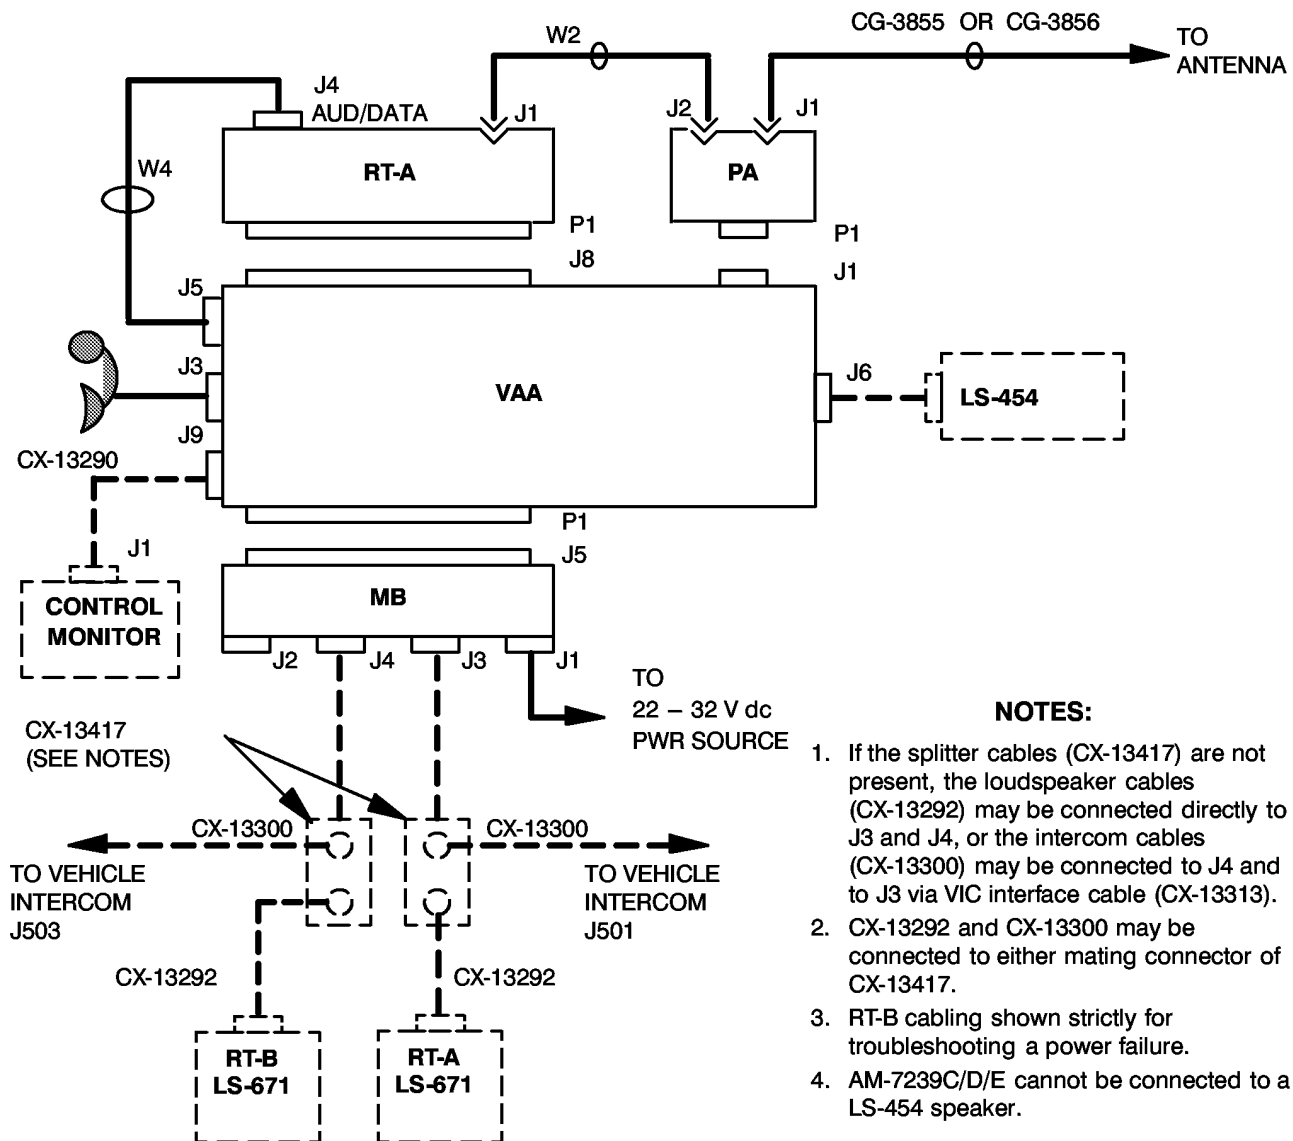 CG-3855 OR CG-3856
W2
TO
ANTENNA
J4
AUD/DATA
J1
J2
J1
W4
RT-A
PA
P1
P1
J8
J1
J5
J3
VAA
J6
LS-454
J9
CX-13290
P1
J1
J5
CONTROL
MONITOR
MB
J2
J4
J3
J1
TO
22 – 32 V dc
PWR SOURCE
CX-13417
(SEE NOTES)
CX-13300
CX-13300
TO VEHICLE
INTERCOM
J503
TO VEHICLE
INTERCOM
J501
CX-13292
CX-13292
RT-B
LS-671
RT-A
LS-671
NOTES:
1. If the splitter cables (CX-13417) are not
present, the loudspeaker cables
(CX-13292) may be connected directly to
J3 and J4, or the intercom cables
(CX-13300) may be connected to J4 and
to J3 via VIC interface cable (CX-13313).
2. CX-13292 and CX-13300 may be
connected to either mating connector of
CX-13417.
3. RT-B cabling shown strictly for
troubleshooting a power failure.
4. AM-7239C/D/E cannot be connected to a
LS-454 speaker.